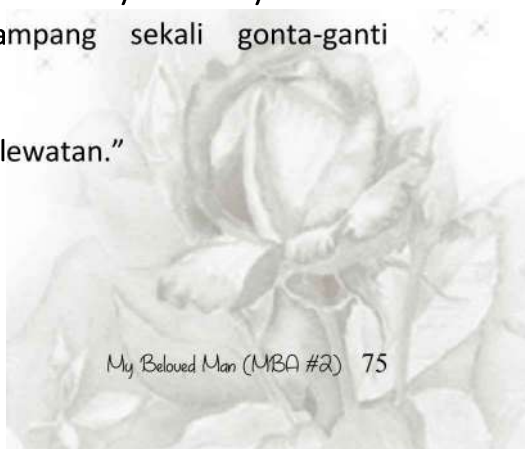 ampang sekali gonta-ganti
lewatan.”
My Beloved Man (MBA #2) 75